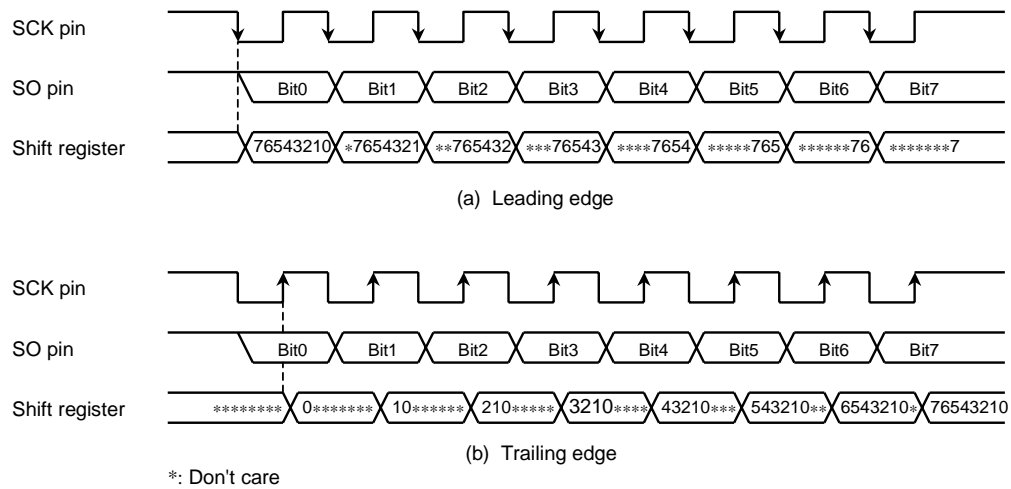 SCK pin
SO pin Bit0 Bit1 Bit2 Bit3 Bit4 Bit5 Bit6 Bit7
Shift register 76543210 *7654321 **765432 ***76543 ****7654 *****765 ******76 *******7
(a) Leading edge
SCK pin
SO pin Bit0 Bit1 Bit2 Bit3 Bit4 Bit5 Bit6 Bit7
Shift register ******** 0******* 10****** 210***** 3210**** 43210*** 543210** 6543210* 76543210
(b) Trailing edge
*: Don't care